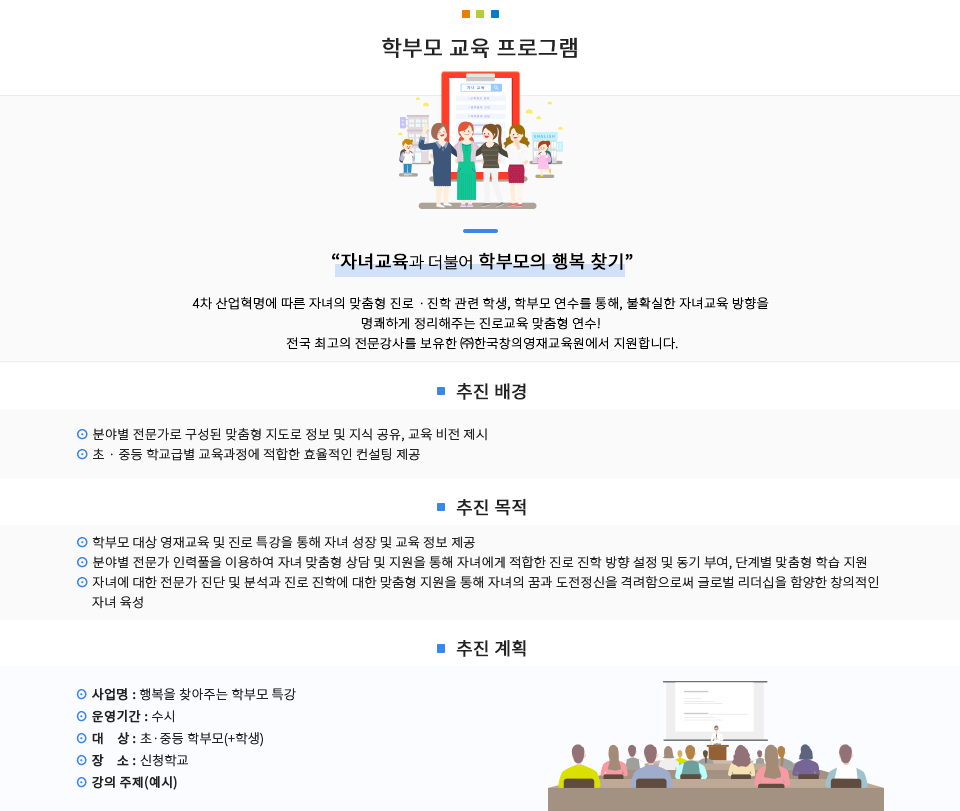 학부모 교육 프로그램
자녀 교육
ENGLISH
“자녀교육과 더불어 학부모의 행복 찾기”
4차 산업혁명에 따른 자녀의 맞춤형 진로 · 진학 관련 학생, 학부모 연수를 통해, 불확실한 자녀교육 방향을
명쾌하게 정리해주는 진로교육 맞춤형 연수!
전국 최고의 전문강사를 보유한 ㈜한국창의영재교육원에서 지원합니다.
추진 배경
분야별 전문가로 구성된 맞춤형 지도로 정보 및 지식 공유, 교육 비전 제시
초 · 중등 학교급별 교육과정에 적합한 효율적인 컨설팅 제공
추진 목적
학부모 대상 영재교육 및 진로 특강을 통해 자녀 성장 및 교육 정보 제공
분야별 전문가 인력풀을 이용하여 자녀 맞춤형 상담 및 지원을 통해 자녀에게 적합한 진로 진학 방향 설정 및 동기 부여, 단계별 맞춤형 학습 지원
자녀에 대한 전문가 진단 및 분석과 진로 진학에 대한 맞춤형 지원을 통해 자녀의 꿈과 도전정신을 격려함으로써 글로벌 리더십을 함양한 창의적인
자녀 육성
추진 계획
사업명 : 행복을 찾아주는 학부모 특강
운영기간 : 수시
대 상 : 초·중등 학부모(+학생)
장 소 : 신청학교
강의 주제(예시)